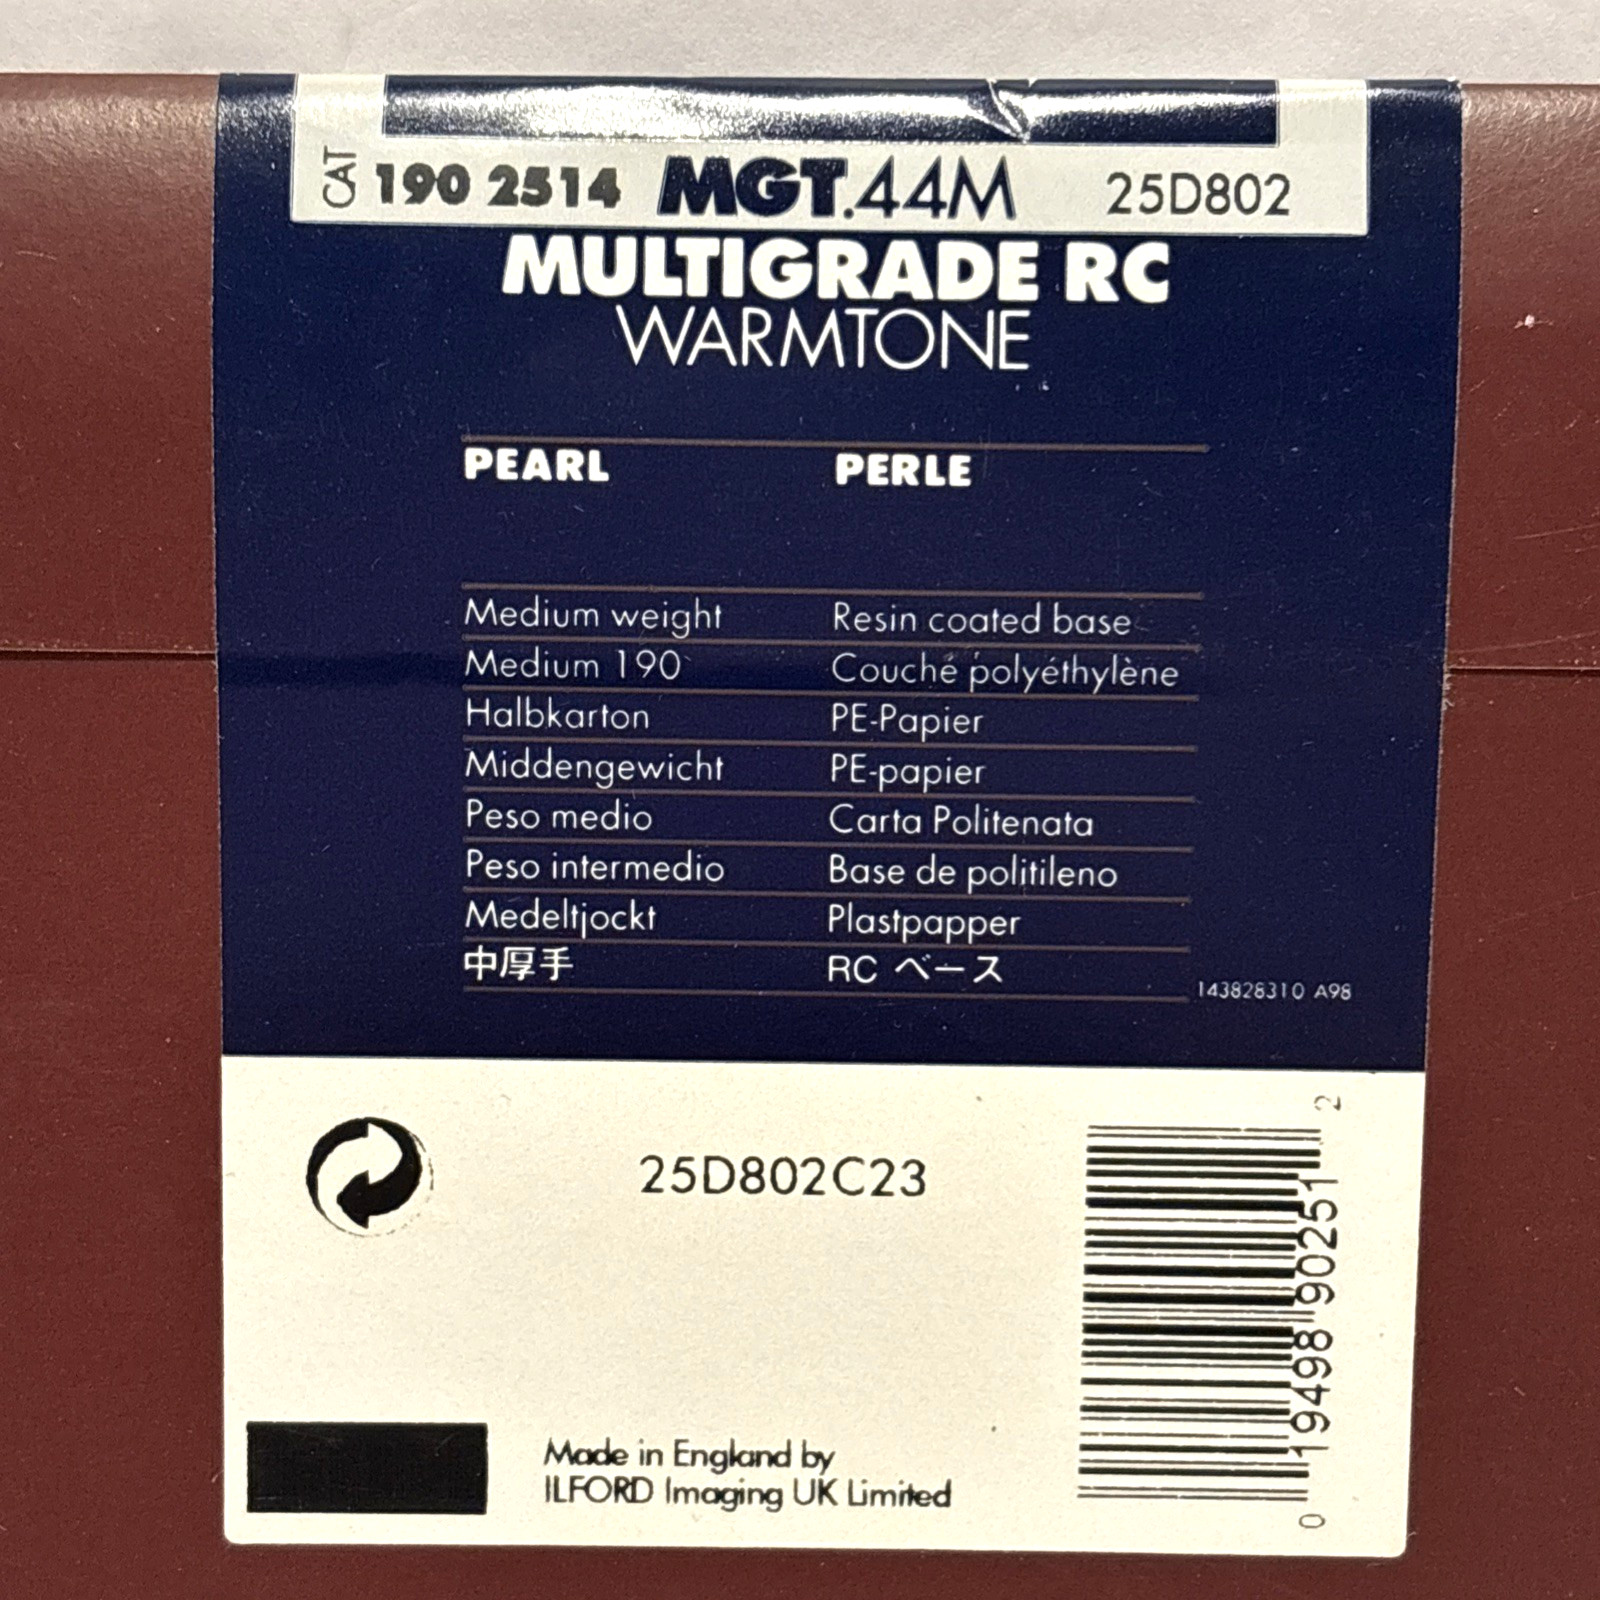 CAT 190 2514 MGT.44M 25D802
MULTIGRADE RC
WARMTONE
PEARL PERLE
Medium weight Resin coated base
Medium 190 Couché polyéthylène
Halbkarton PE-Papier
Middengewicht PE-papier
Peso medio Carta Politenata
Peso intermedio Base de politileno
Medeltjockt Plastpapper
中厚手 RC ベース
143828310 A98
25D802C23
0 19498 90251 2
Made in England by
ILFORD Imaging UK Limited